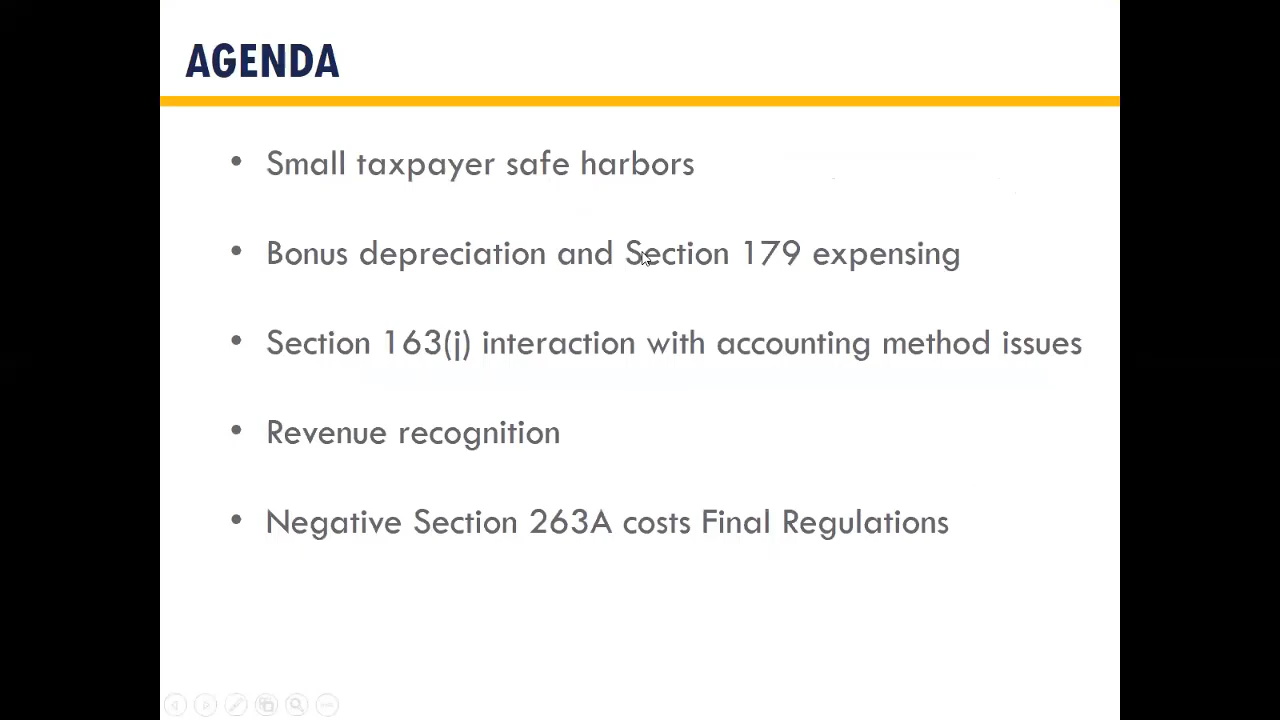 AGENDA
• Small taxpayer safe harbors
• Bonus depreciation and Section 179 expensing
• Section 163(j) interaction with accounting method issues
• Revenue recognition
• Negative Section 263A costs Final Regulations